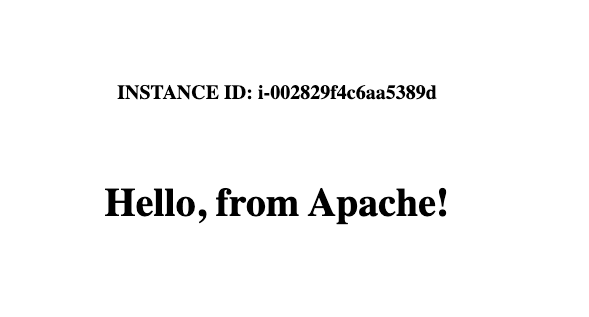 INSTANCE ID: i-002829f4c6aa5389d
Hello, from Apache!